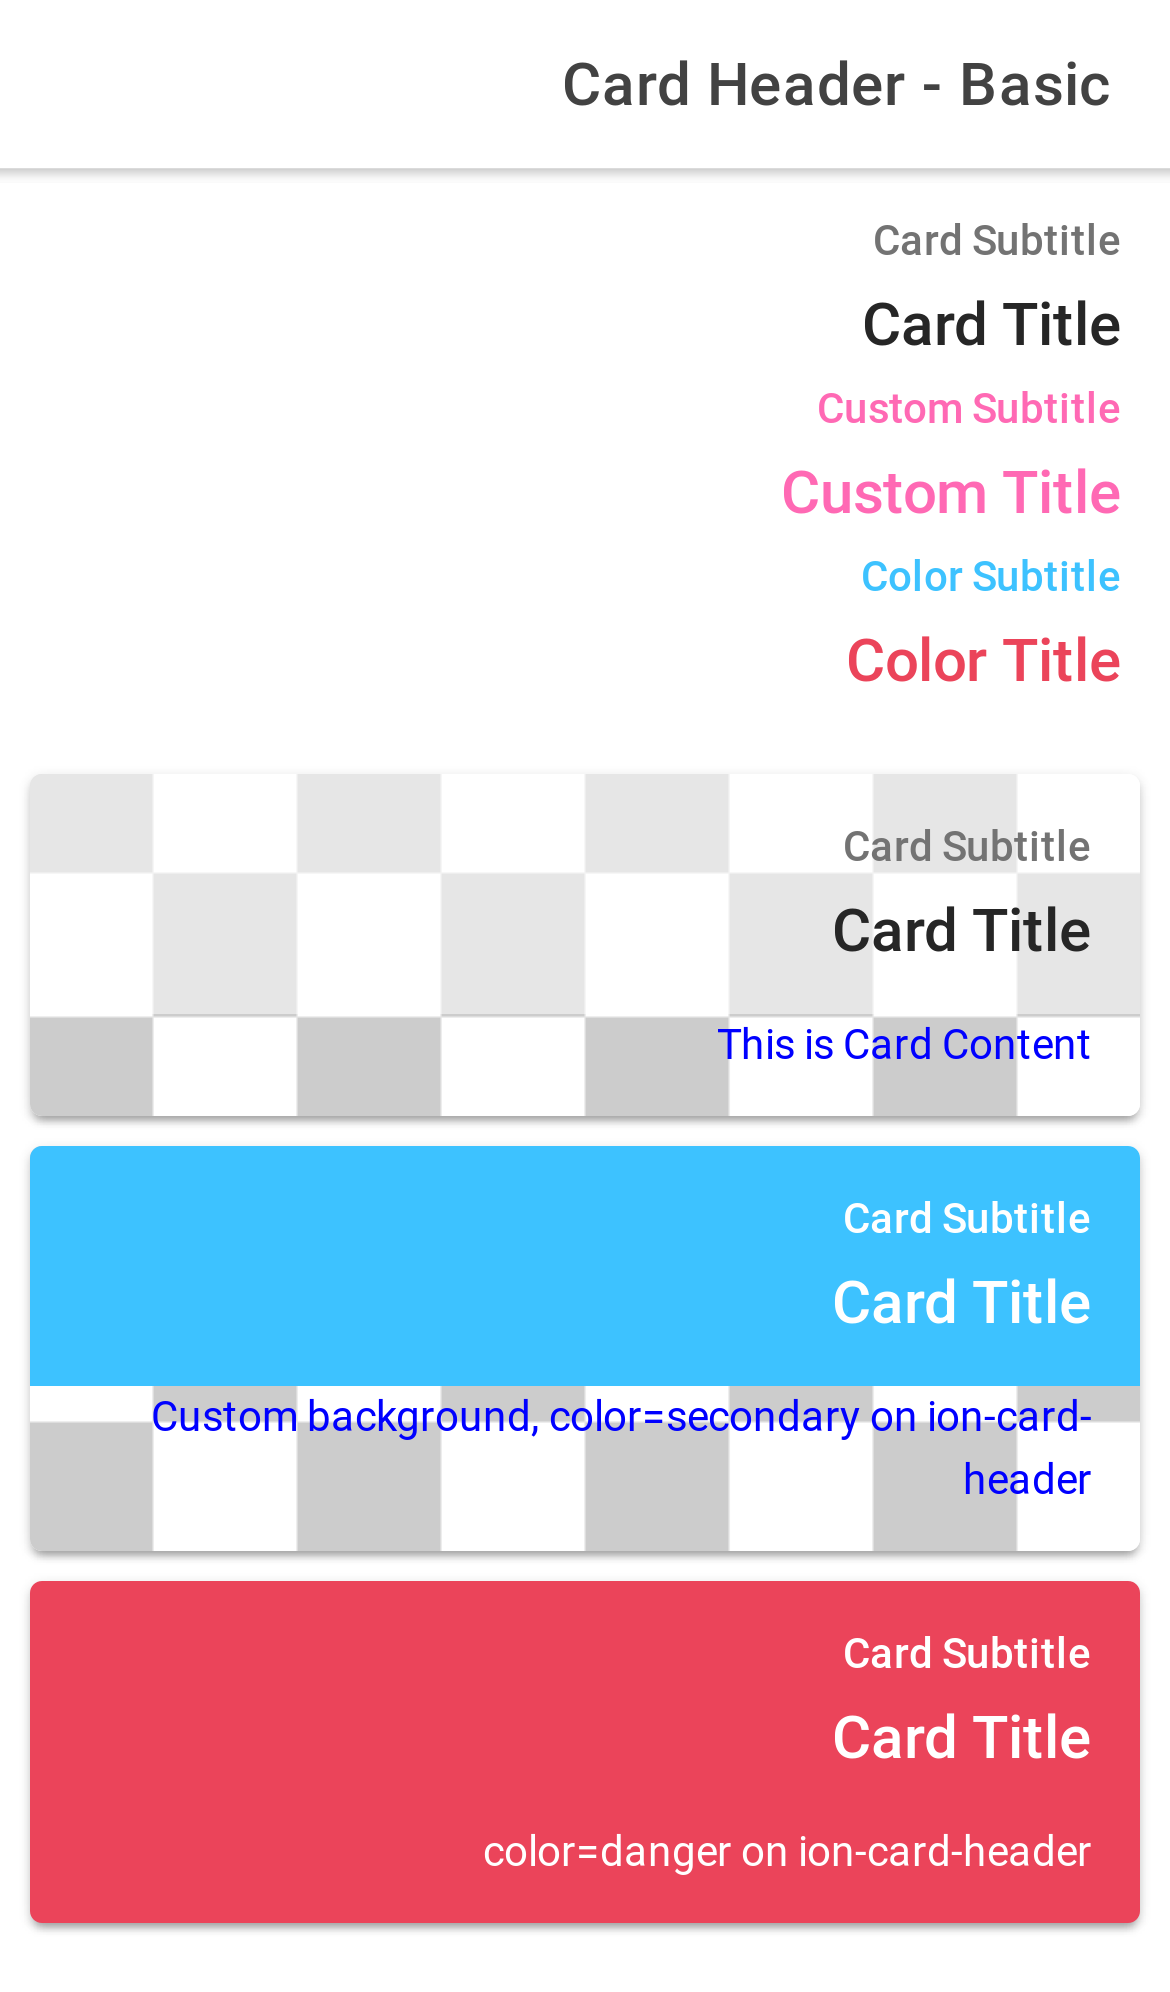 Card Header - Basic
Card Subtitle
Card Title
Custom Subtitle
Custom Title
Color Subtitle
Color Title
Card Subtitle
Card Title
This is Card Content
Card Subtitle
Card Title
Custom background, color=secondary on ion-card-
header
Card Subtitle
Card Title
color=danger on ion-card-header